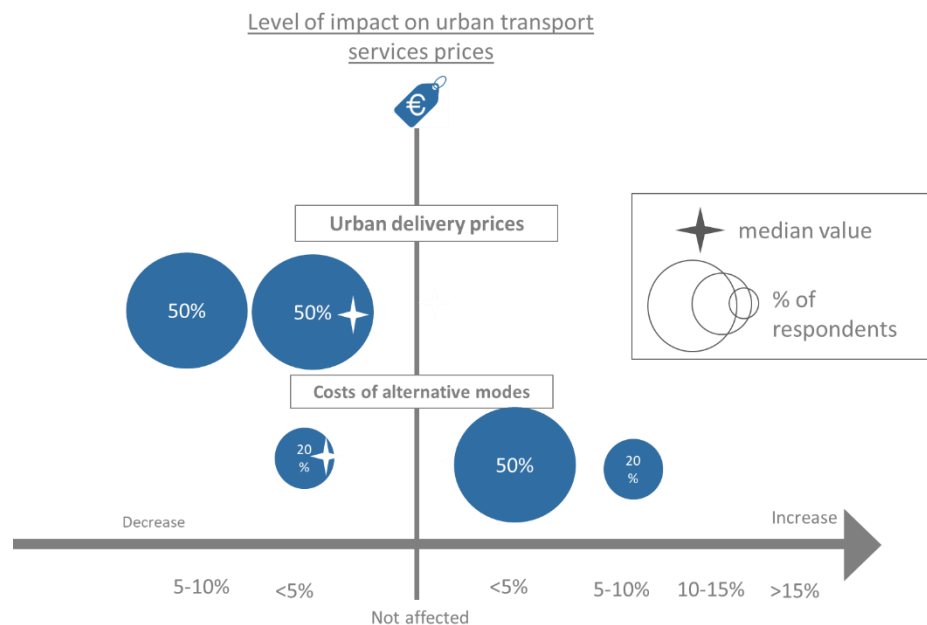 Level of impact on urban transport
services prices
€
Urban delivery prices
median value
50%
50%
% of
respondents
Costs of alternative modes
20
%
50%
20
%
Decrease
Increase
5-10%
<5%
<5%
5-10%
10-15%
>15%
Not affected